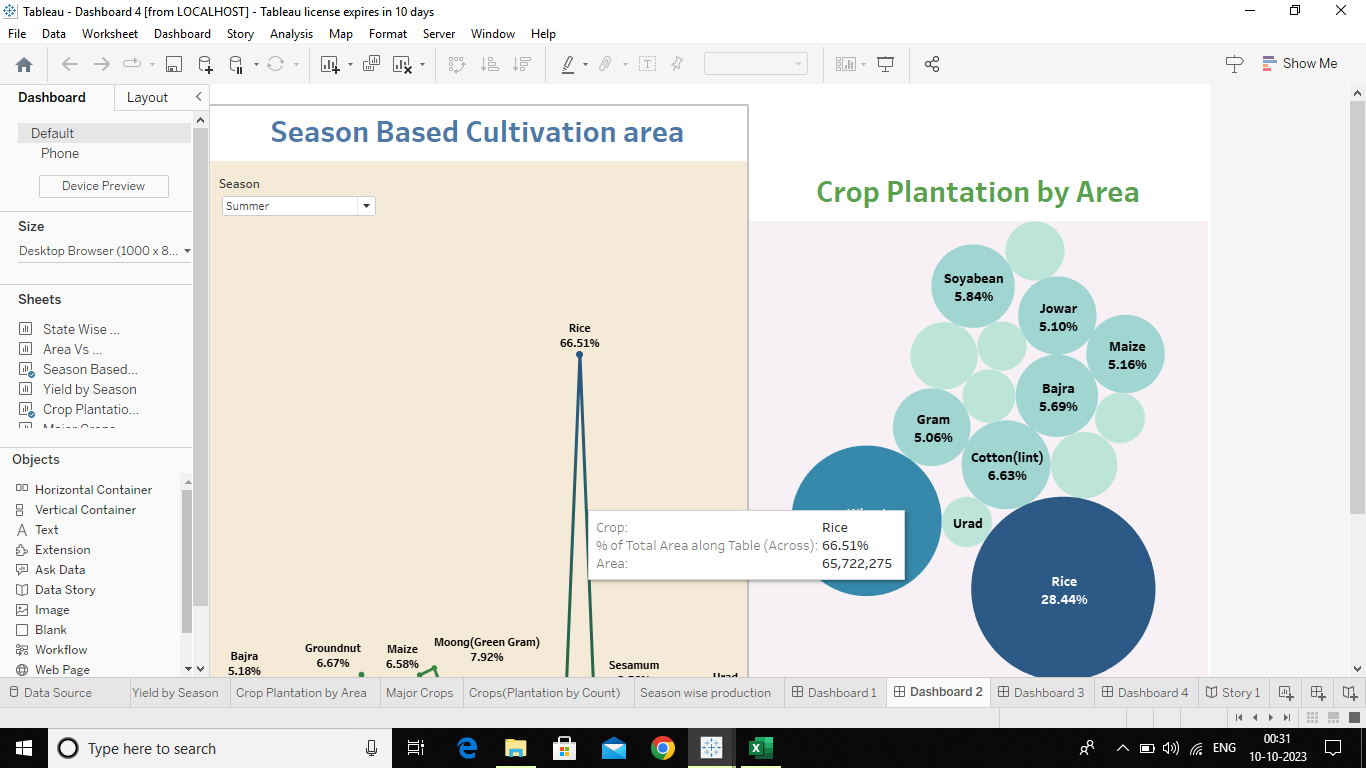 Tableau - Dashboard 4 [from LOCALHOST] - Tableau license expires in 10 days
File Data Worksheet Dashboard Story Analysis Map Format Server Window Help
Show Me
Dashboard Layout
Default
Phone
Device Preview
Size
Desktop Browser (1000 x 8...
Sheets
State Wise ...
Area Vs ...
Season Based...
Yield by Season
Crop Plantatio...
Objects
Horizontal Container
Vertical Container
Text
Extension
Ask Data
Data Story
Image
Blank
Workflow
Web Page
Season Based Cultivation area
Season
Summer
Rice
66.51%
Bajra
5.18%
Groundnut
6.67%
Maize
6.58%
Moong(Green Gram)
7.92%
Sesamum
Crop: Rice
% of Total Area along Table (Across): 66.51%
Area: 65,722,275
Crop Plantation by Area
Soyabean
5.84%
Jowar
5.10%
Maize
5.16%
Bajra
5.69%
Gram
5.06%
Cotton(lint)
6.63%
Urad
Rice
28.44%
Data Source Yield by Season Crop Plantation by Area Major Crops Crops(Plantation by Count) Season wise production Dashboard 1 Dashboard 2 Dashboard 3 Dashboard 4 Story 1
Type here to search
ENG
00:31
10-10-2023